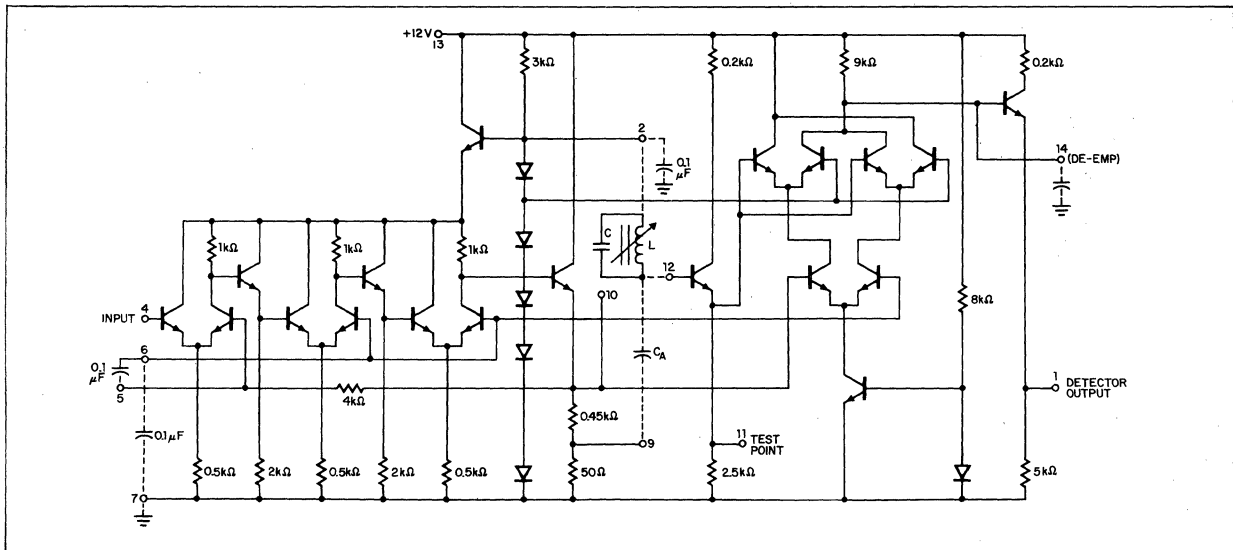 +12V
13
3kΩ
0.2kΩ
9kΩ
0.2kΩ
2
0.1
μF
14
(DE-EMP)
1kΩ
1kΩ
1kΩ
C
L
12
10
4
INPUT
8kΩ
6
0.1
μF
5
4kΩ
CA
1
DETECTOR
OUTPUT
0.45kΩ
0.1μF
9
11
TEST
POINT
0.5kΩ
2kΩ
0.5kΩ
2kΩ
0.5kΩ
50Ω
2.5kΩ
5kΩ
7